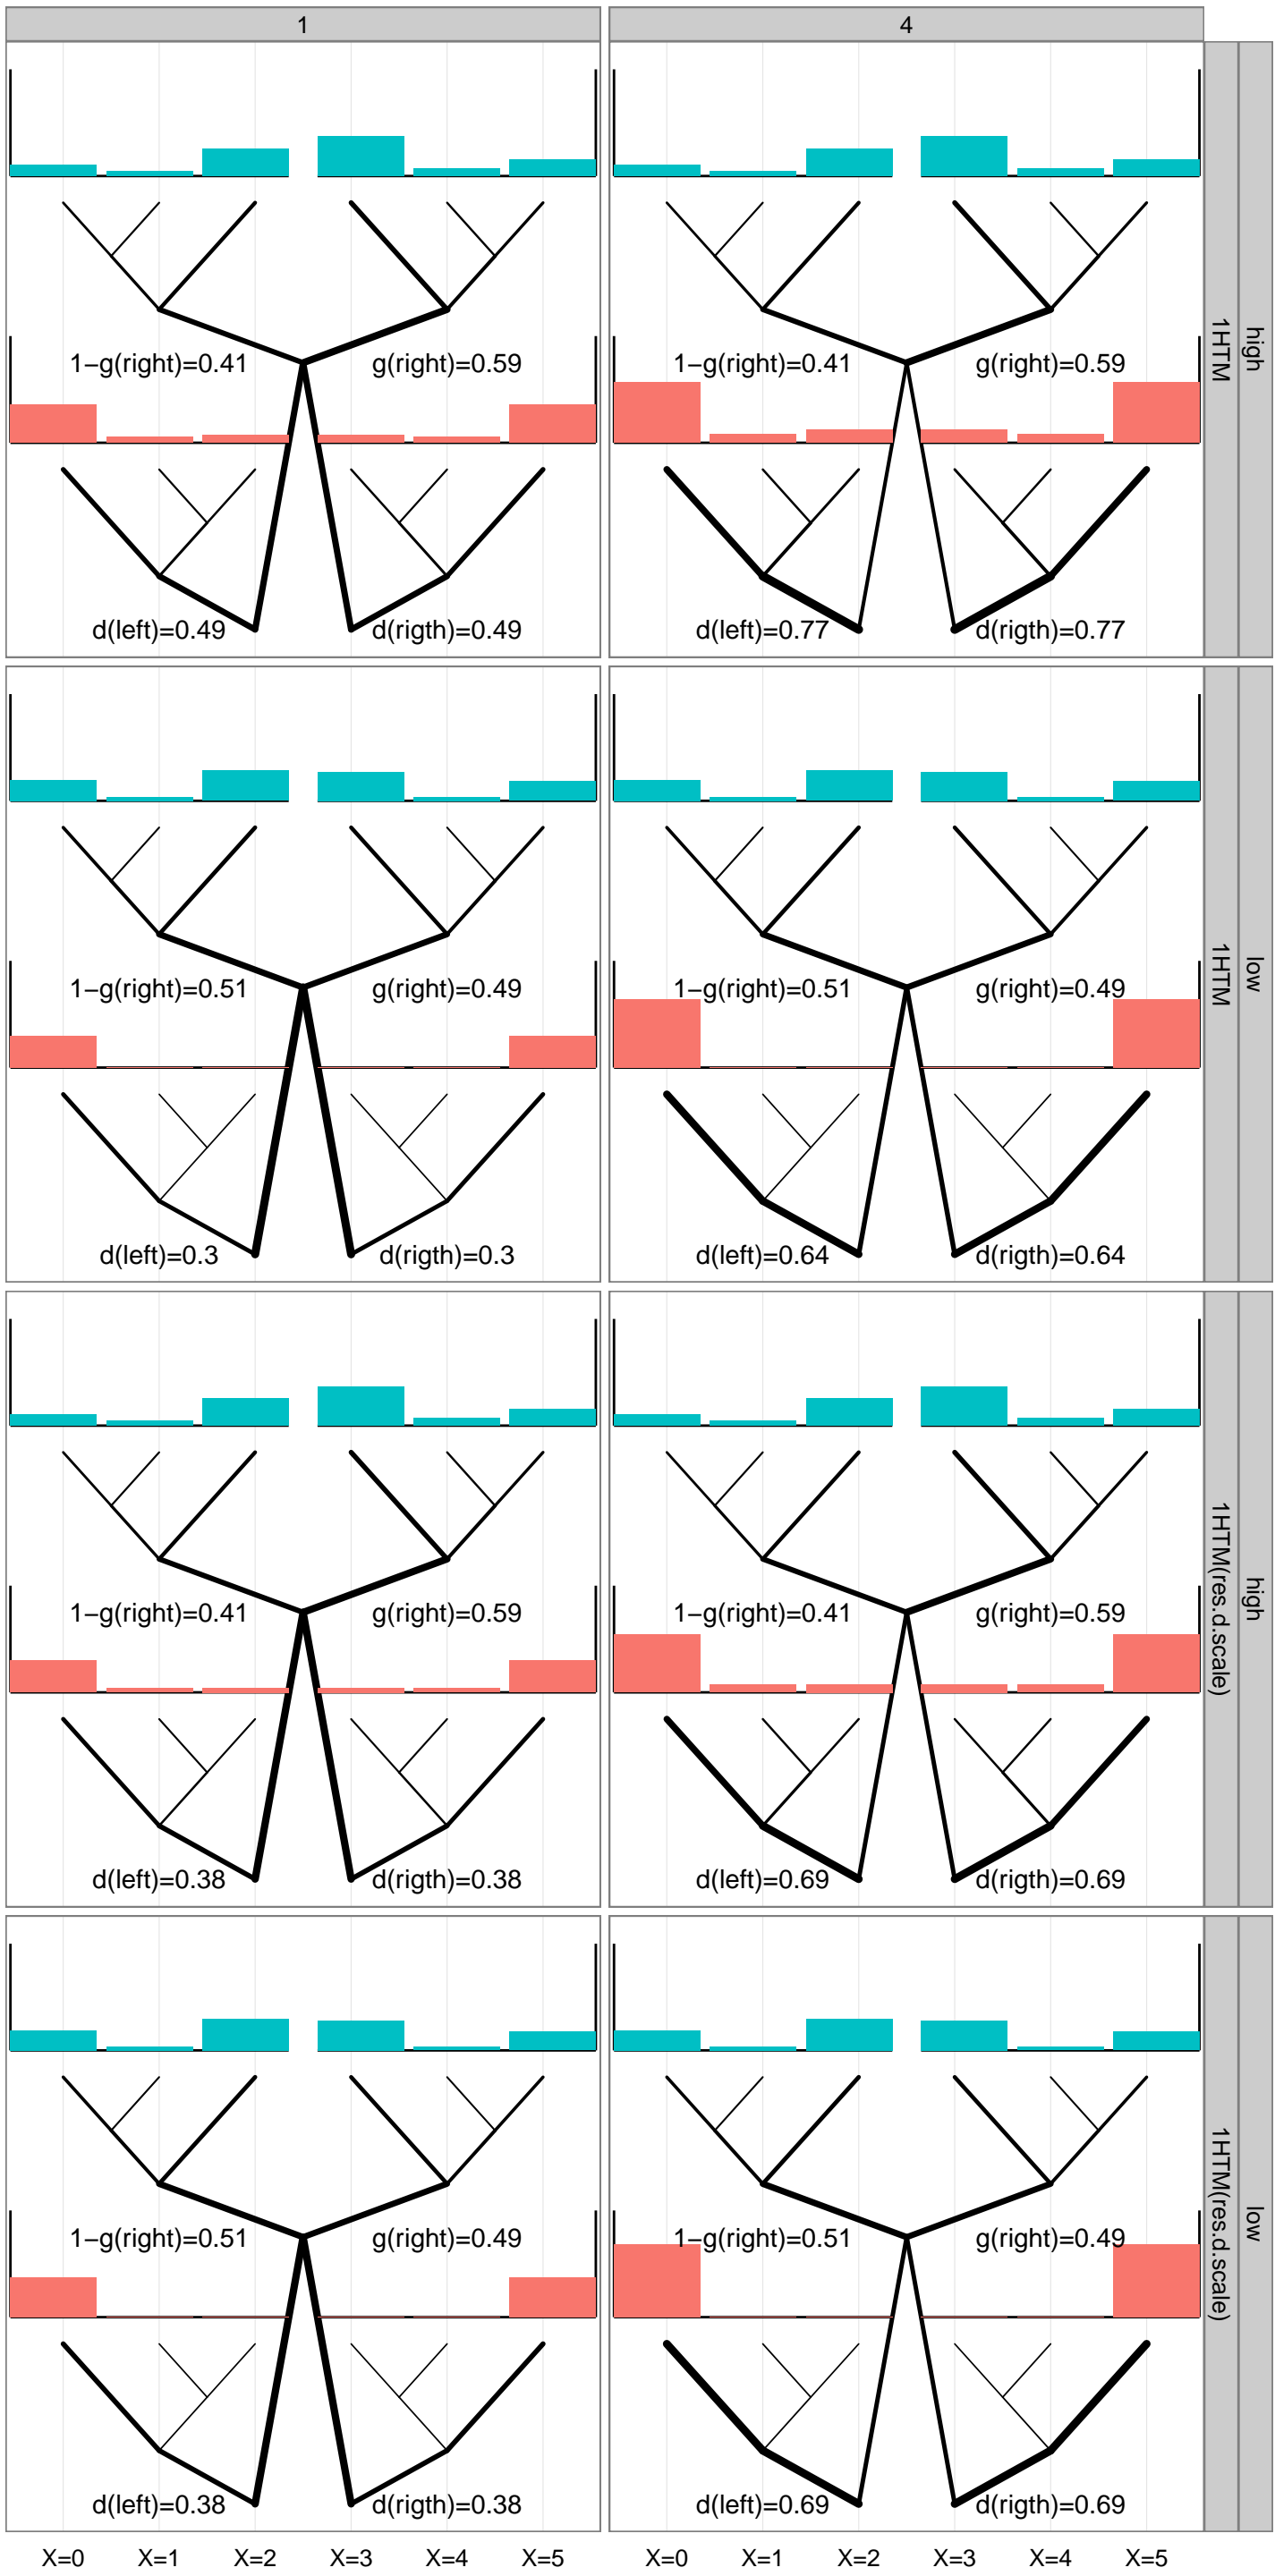 1 4
1−g(right)=0.41 g(right)=0.59 1−g(right)=0.41 g(right)=0.59
d(left)=0.49 d(rigth)=0.49 d(left)=0.77 d(rigth)=0.77
high
1HTM
1−g(right)=0.51 g(right)=0.49 1−g(right)=0.51 g(right)=0.49
d(left)=0.3 d(rigth)=0.3 d(left)=0.64 d(rigth)=0.64
low
1HTM
1−g(right)=0.41 g(right)=0.59 1−g(right)=0.41 g(right)=0.59
d(left)=0.38 d(rigth)=0.38 d(left)=0.69 d(rigth)=0.69
high
1HTM(res.d.scale)
1−g(right)=0.51 g(right)=0.49 1−g(right)=0.51 g(right)=0.49
d(left)=0.38 d(rigth)=0.38 d(left)=0.69 d(rigth)=0.69
low
1HTM(res.d.scale)
X=0 X=1 X=2 X=3 X=4 X=5 X=0 X=1 X=2 X=3 X=4 X=5